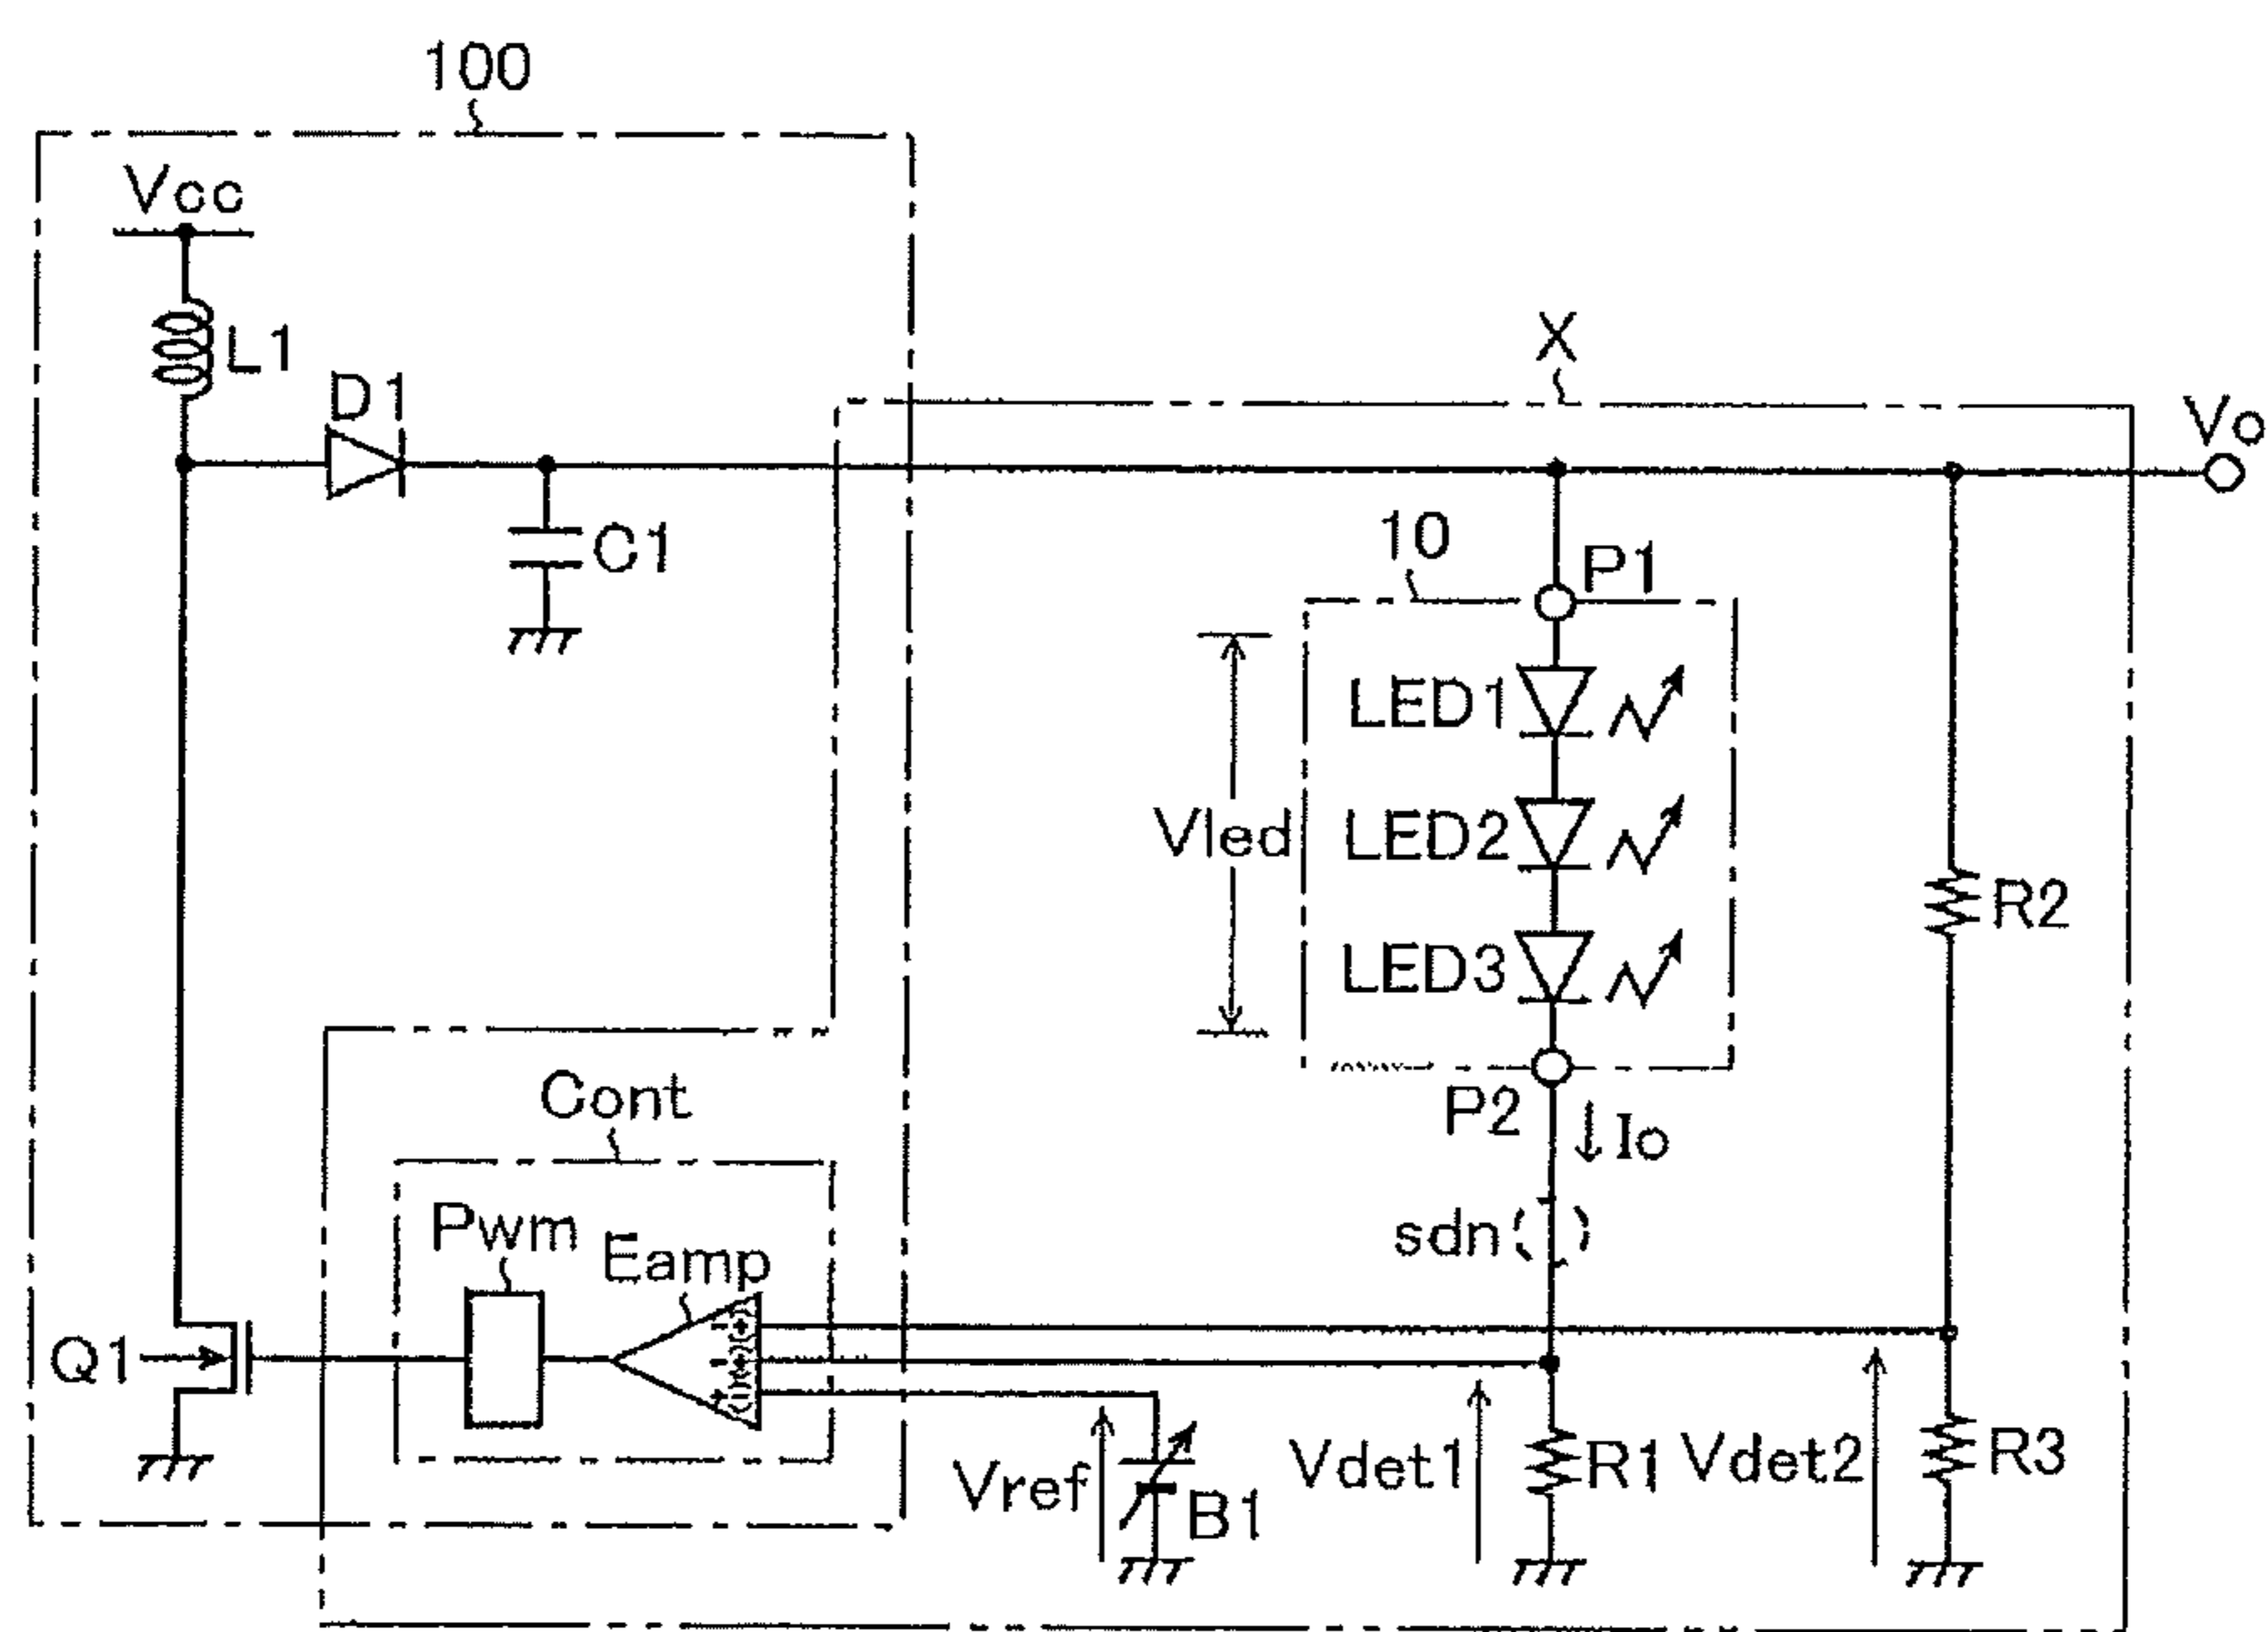 100
Vcc
L1
D1
C1
X
Vo
10
P1
LED1
LED2
LED3
Vled
R2
P2
Io
sdn
Cont
Pwm
Eamp
Q1
Vref
B1
Vdet1
R1
Vdet2
R3